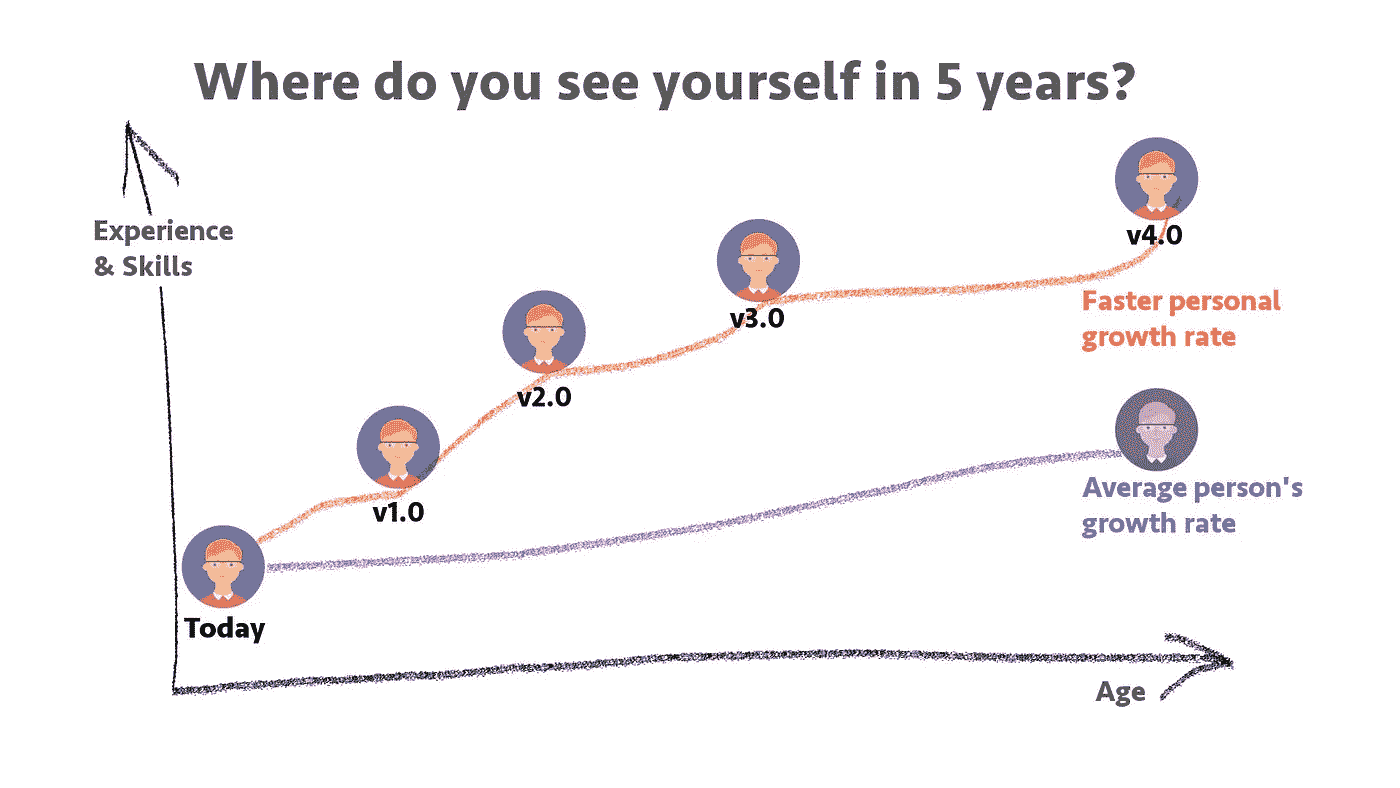 Where do you see yourself in 5 years?
Experience
& Skills
v4.0
v3.0
Faster personal
growth rate
v2.0
v1.0
Average person's
growth rate
Today
Age